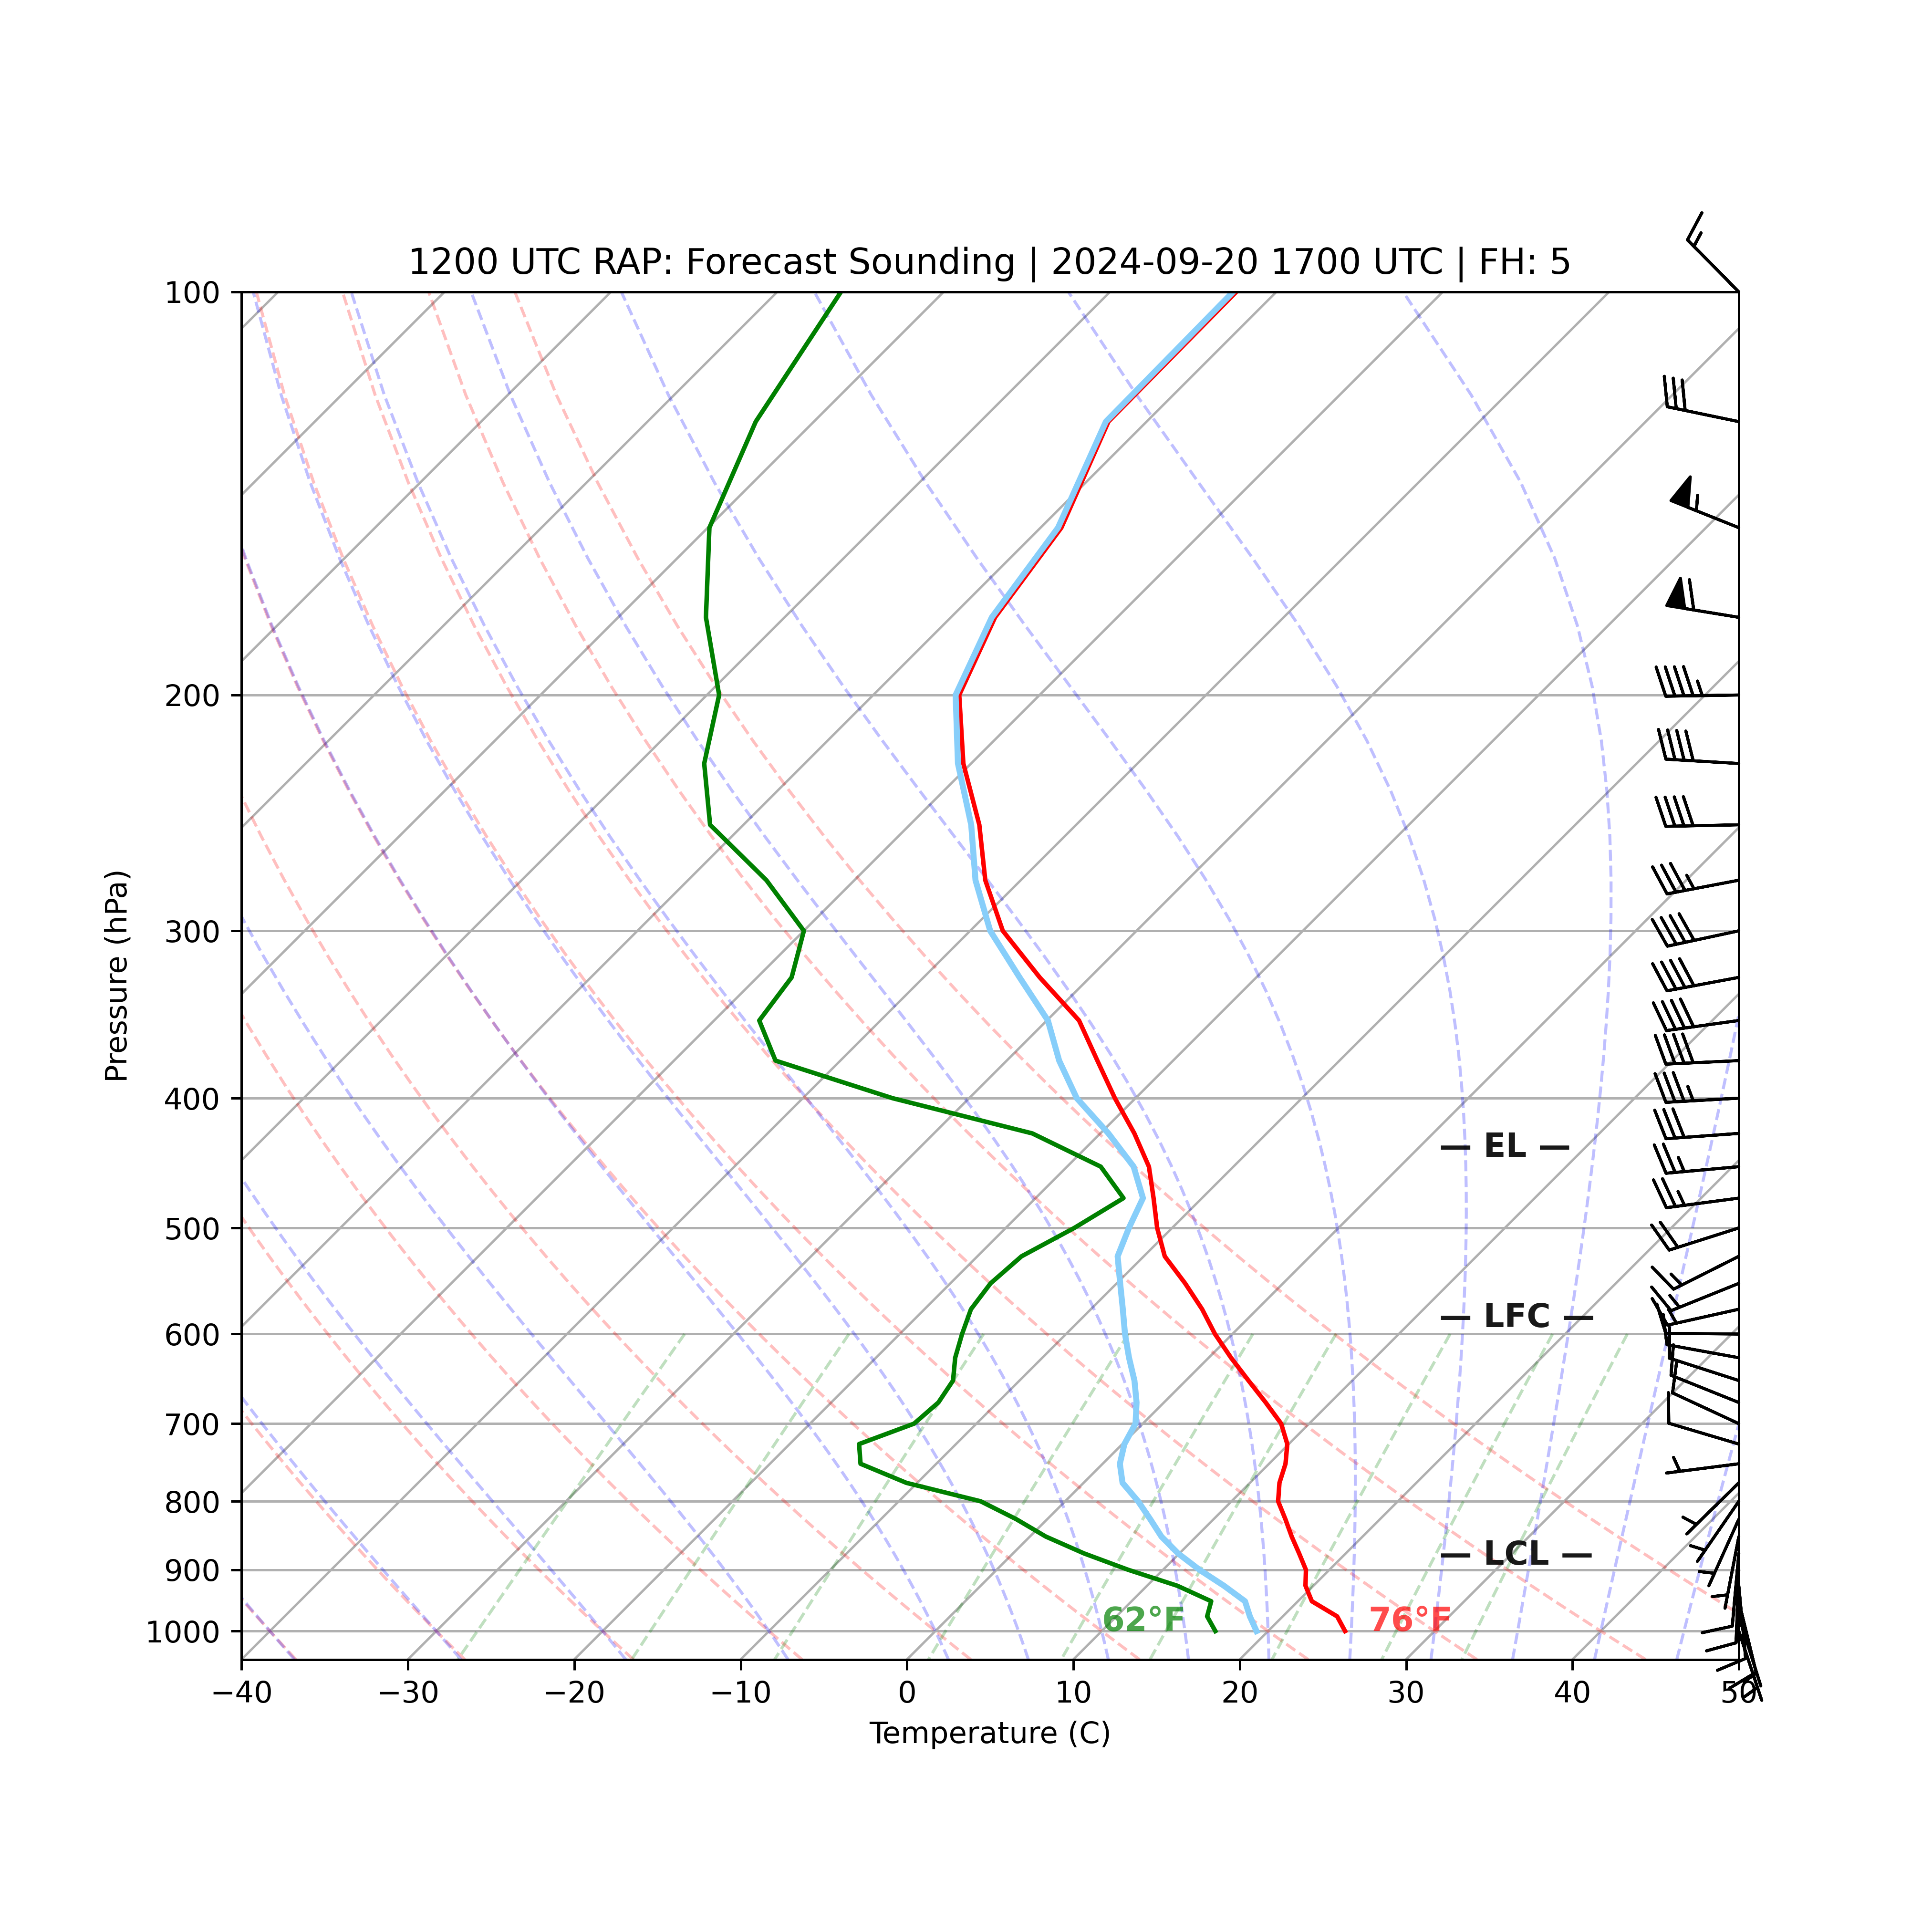 1200 UTC RAP: Forecast Sounding | 2024-09-20 1700 UTC | FH: 5
100
200
300
400
500
600
700
800
900
1000
Pressure (hPa)
— EL —
— LFC —
— LCL —
62°F
76°F
−40 −30 −20 −10 0 10 20 30 40 50
Temperature (C)